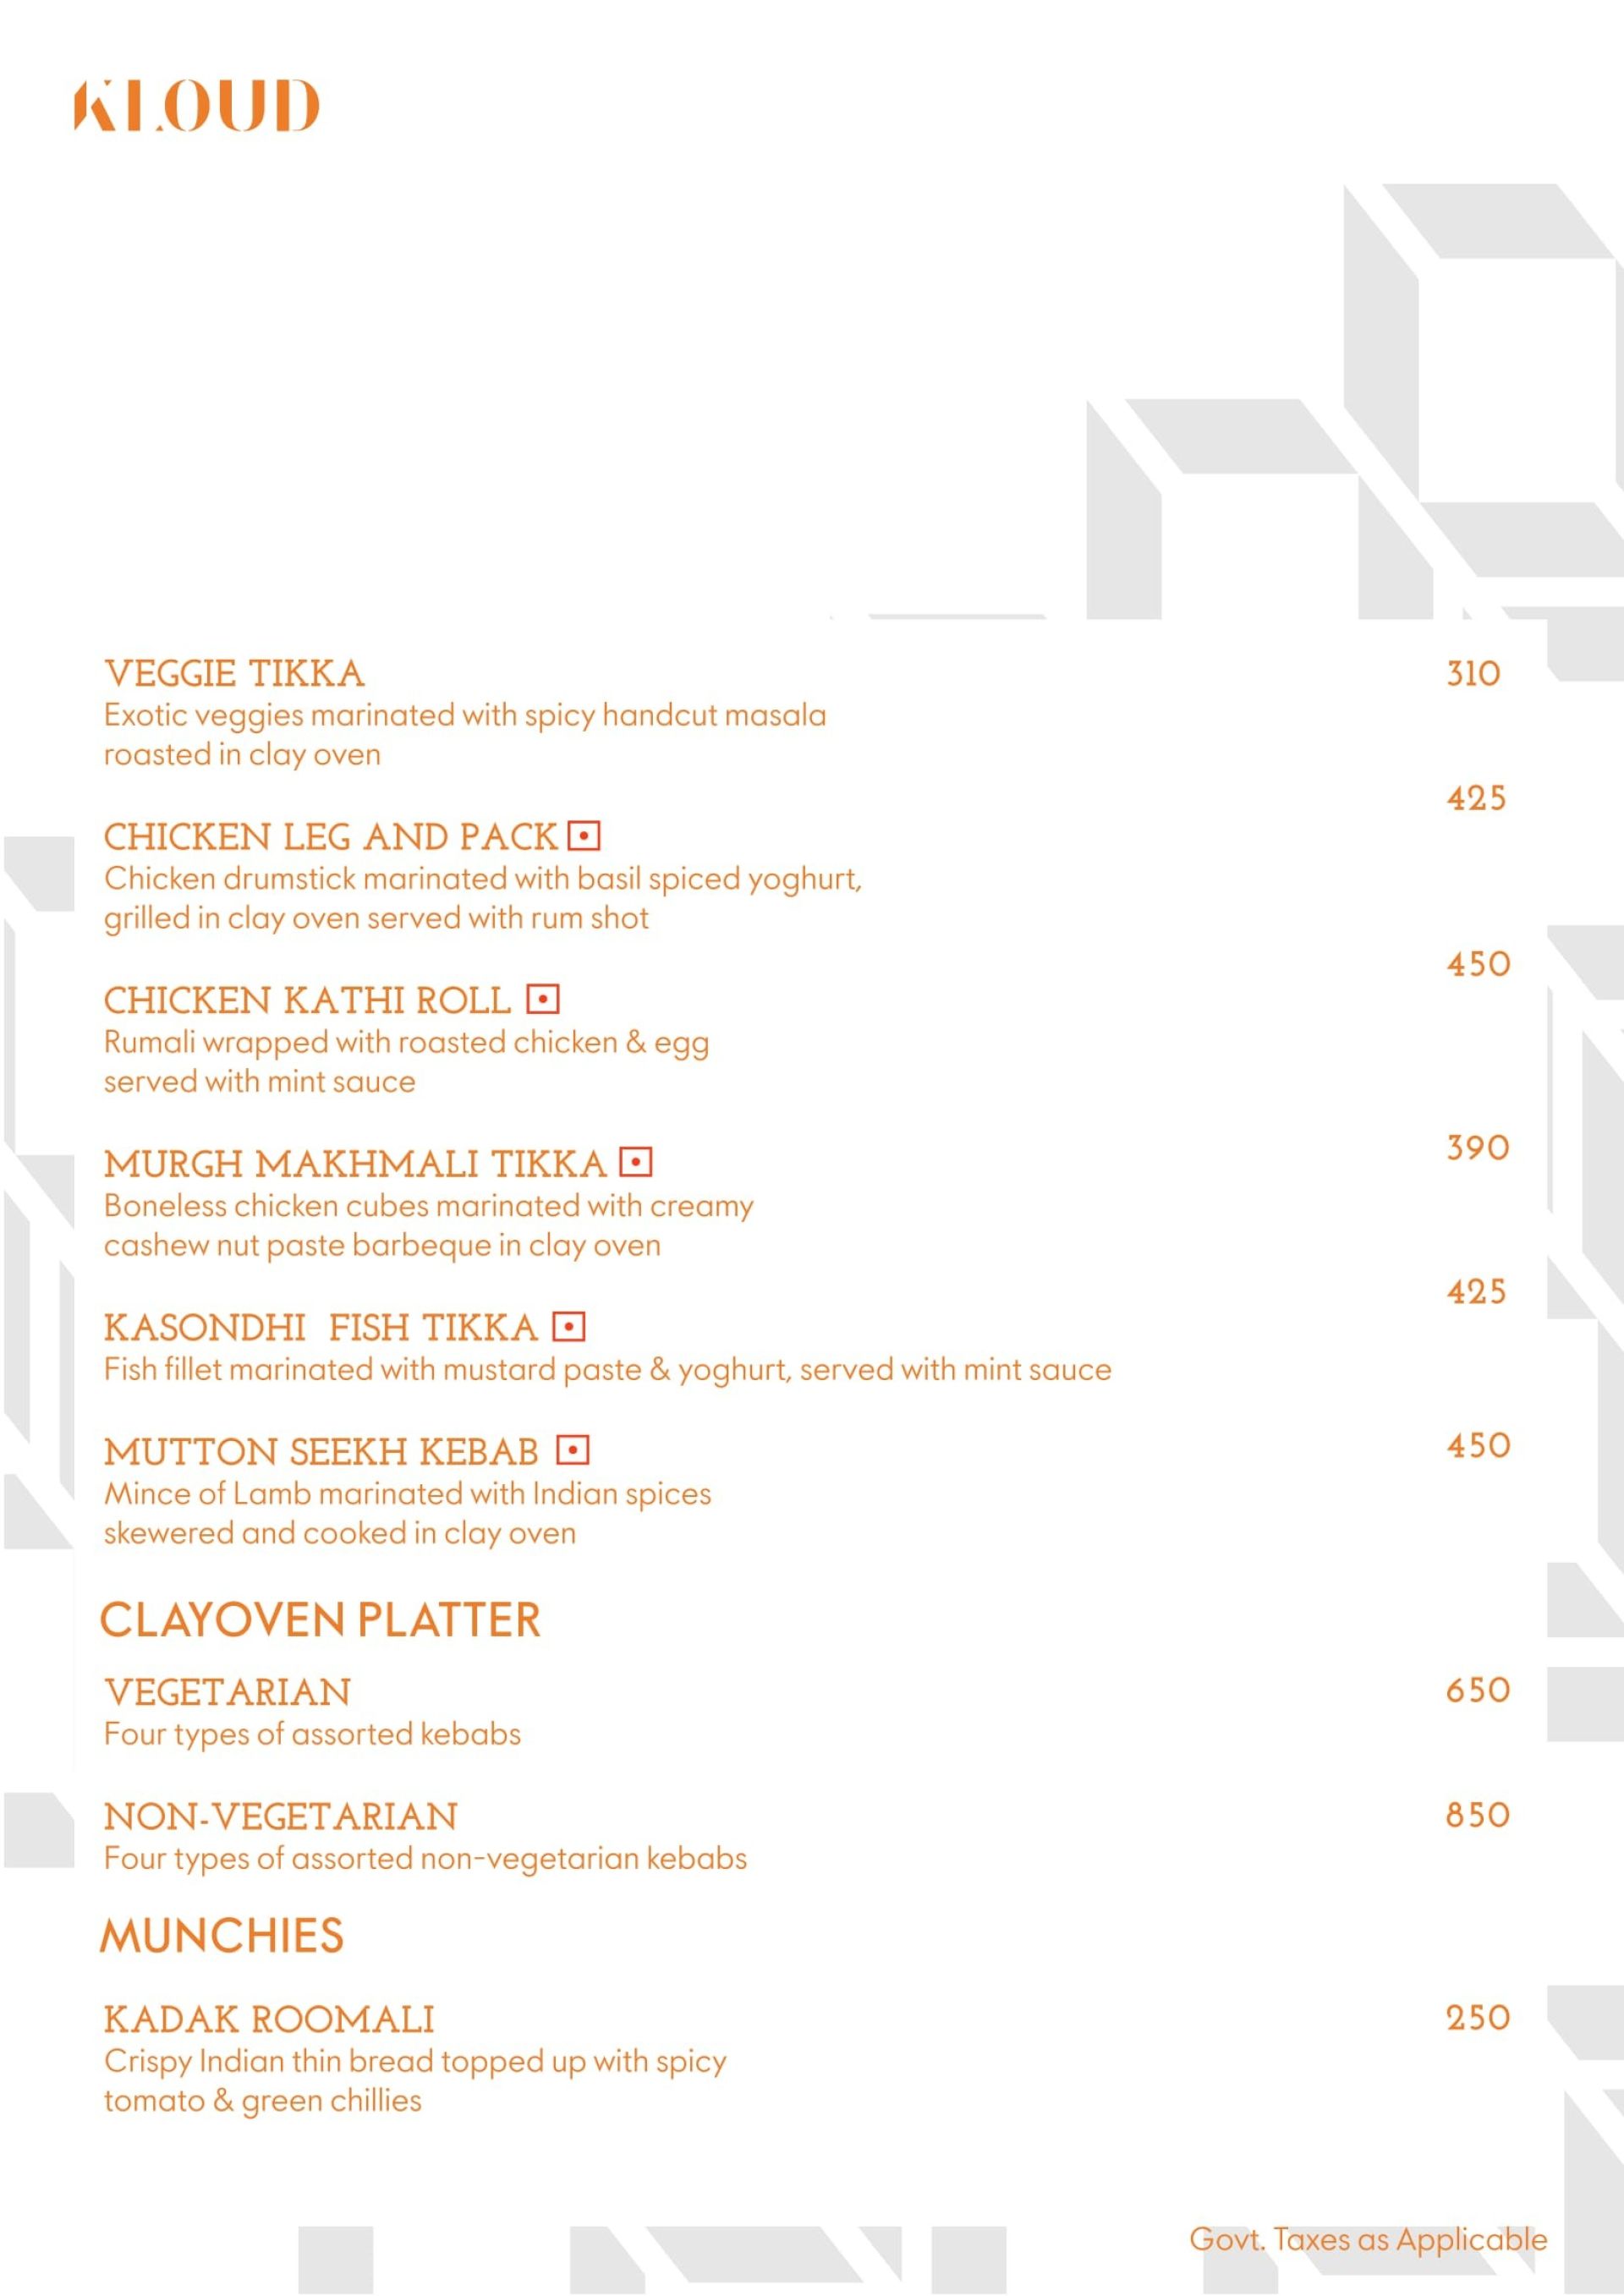 KLOUD
VEGGIE TIKKA 310
Exotic veggies marinated with spicy handcut masala
roasted in clay oven
425
CHICKEN LEG AND PACK
Chicken drumstick marinated with basil spiced yoghurt,
grilled in clay oven served with rum shot
450
CHICKEN KATHI ROLL
Rumali wrapped with roasted chicken & egg
served with mint sauce
390
MURGH MAKHMALI TIKKA
Boneless chicken cubes marinated with creamy
cashew nut paste barbeque in clay oven
425
KASONDHI FISH TIKKA
Fish fillet marinated with mustard paste & yoghurt, served with mint sauce
MUTTON SEEKH KEBAB 450
Mince of Lamb marinated with Indian spices
skewered and cooked in clay oven
CLAYOVEN PLATTER
VEGETARIAN 650
Four types of assorted kebabs
NON-VEGETARIAN 850
Four types of assorted non-vegetarian kebabs
MUNCHIES
KADAK ROOMALI 250
Crispy Indian thin bread topped up with spicy
tomato & green chillies
Govt. Taxes as Applicable